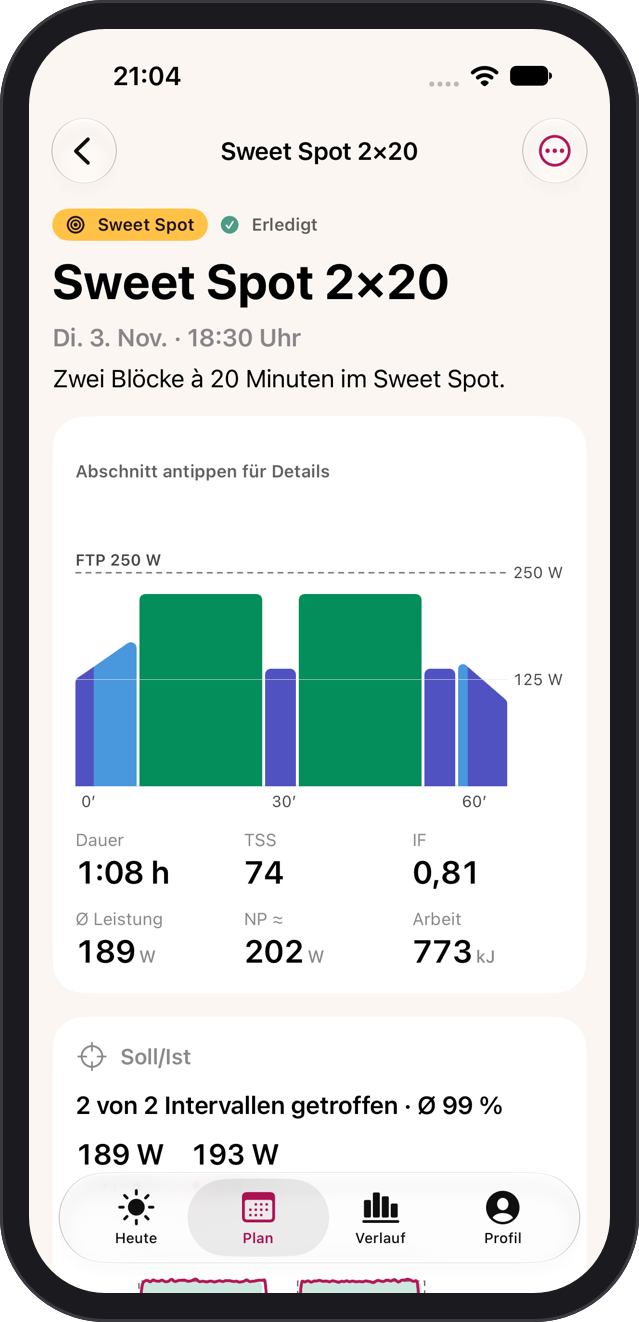 21:04
Sweet Spot 2×20
Sweet Spot Erledigt
Sweet Spot 2×20
Di. 3. Nov. · 18:30 Uhr
Zwei Blöcke à 20 Minuten im Sweet Spot.
Abschnitt antippen für Details
FTP 250 W
250 W
125 W
0′ 30′ 60′
Dauer TSS IF
1:08 h 74 0,81
Ø Leistung NP ≈ Arbeit
189 W 202 W 773 kJ
Soll/Ist
2 von 2 Intervallen getroffen · Ø 99 %
189 W 193 W
Heute Plan Verlauf Profil